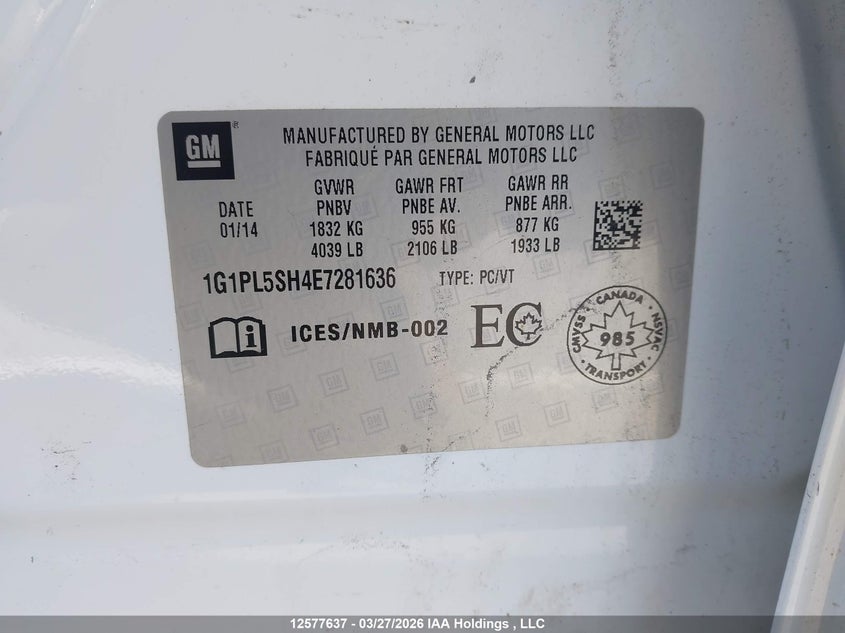 GM
MANUFACTURED BY GENERAL MOTORS LLC
FABRIQUÉ PAR GENERAL MOTORS LLC
DATE
01/14
GVWR
PNBV
1832 KG
4039 LB
GAWR FRT
PNBE AV.
955 KG
2106 LB
GAWR RR
PNBE ARR.
877 KG
1933 LB
1G1PL5SH4E7281636 TYPE: PC/VT
i ICES/NMB-002 EC
CANADA
CMVSS 985 NSVAC
TRANSPORT
12577637 - 03/27/2026 IAA Holdings , LLC